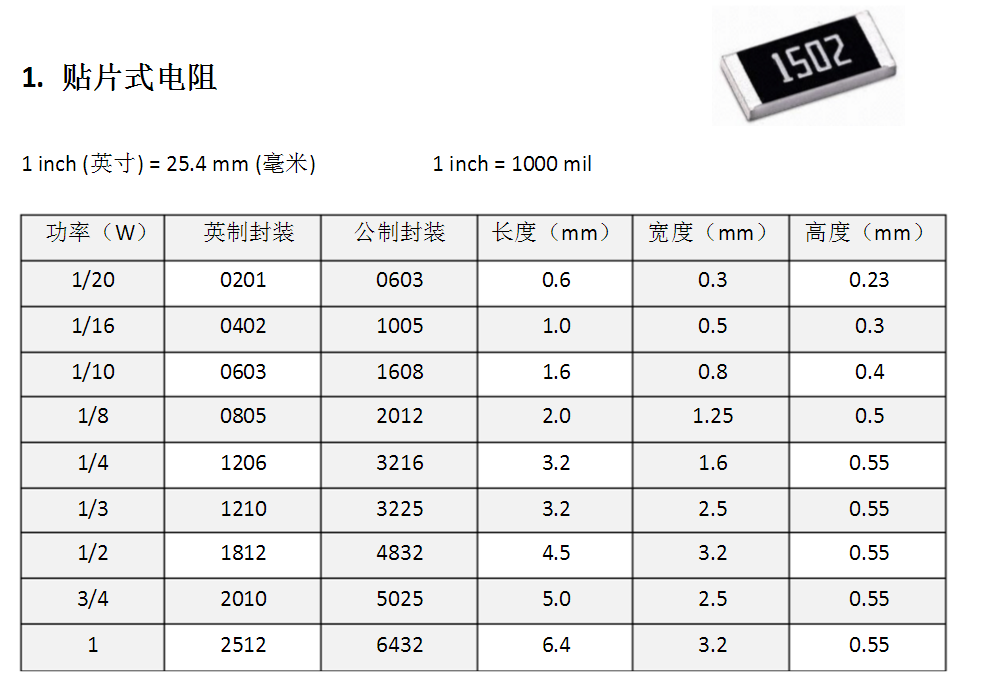 1502
1. 贴片式电阻
1 inch (英寸) = 25.4 mm (毫米) 1 inch = 1000 mil
功率（W） 英制封装 公制封装 长度（mm） 宽度（mm） 高度（mm）
1/20 0201 0603 0.6 0.3 0.23
1/16 0402 1005 1.0 0.5 0.3
1/10 0603 1608 1.6 0.8 0.4
1/8 0805 2012 2.0 1.25 0.5
1/4 1206 3216 3.2 1.6 0.55
1/3 1210 3225 3.2 2.5 0.55
1/2 1812 4832 4.5 3.2 0.55
3/4 2010 5025 5.0 2.5 0.55
1 2512 6432 6.4 3.2 0.55